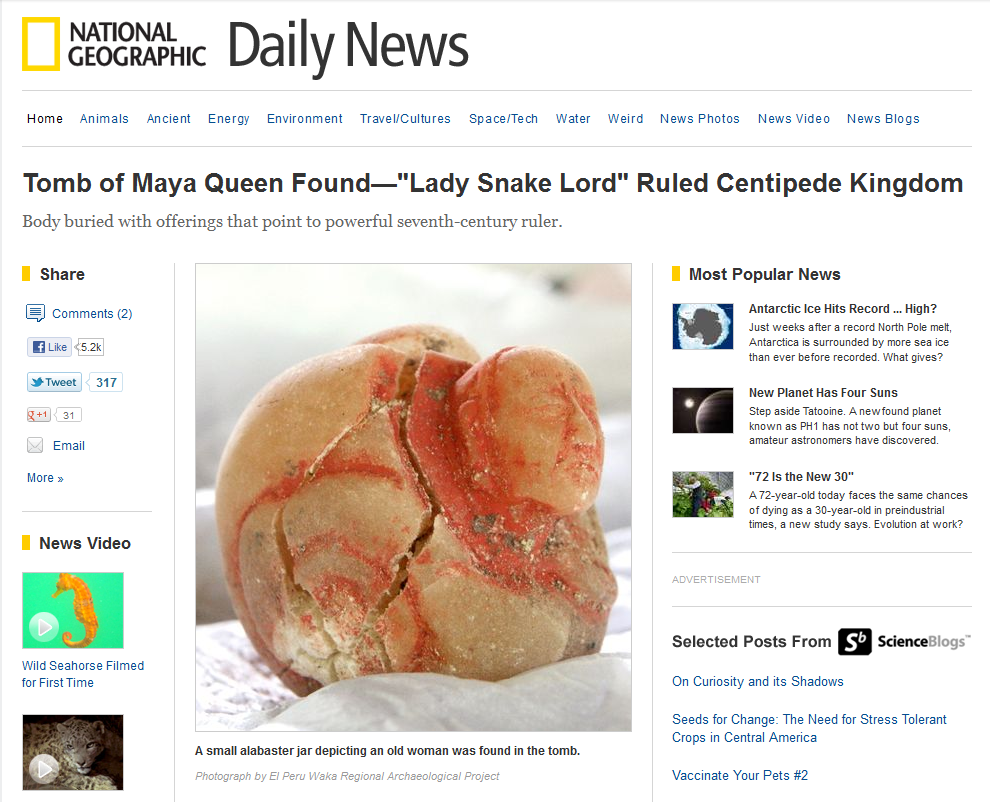 NATIONAL
GEOGRAPHIC
Daily News
Home Animals Ancient Energy Environment Travel/Cultures Space/Tech Water Weird News Photos News Video News Blogs
Tomb of Maya Queen Found—"Lady Snake Lord" Ruled Centipede Kingdom
Body buried with offerings that point to powerful seventh-century ruler.
Share
Comments (2)
Like 5.2k
Tweet 317
g +1 31
Email
More »
News Video
Wild Seahorse Filmed
for First Time
A small alabaster jar depicting an old woman was found in the tomb.
Photograph by El Peru Waka Regional Archaeological Project
Most Popular News
Antarctic Ice Hits Record ... High?
Just weeks after a record North Pole melt,
Antarctica is surrounded by more sea ice
than ever before recorded. What gives?
New Planet Has Four Suns
Step aside Tatooine. A newfound planet
known as PH1 has not two but four suns,
amateur astronomers have discovered.
"72 Is the New 30"
A 72-year-old today faces the same chances
of dying as a 30-year-old in preindustrial
times, a new study says. Evolution at work?
ADVERTISEMENT
Selected Posts From Sb ScienceBlogs™
On Curiosity and its Shadows
Seeds for Change: The Need for Stress Tolerant
Crops in Central America
Vaccinate Your Pets #2